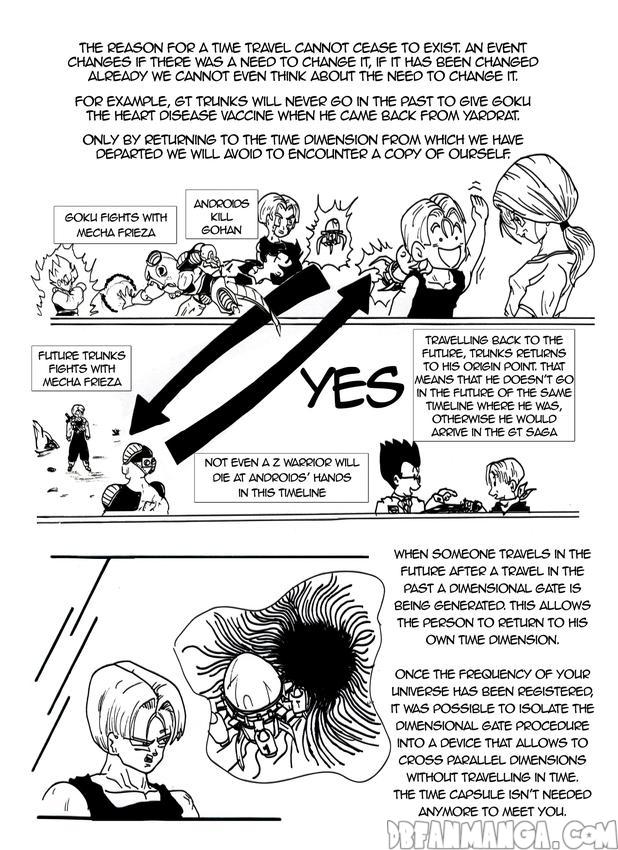 THE REASON FOR A TIME TRAVEL CANNOT CEASE TO EXIST. AN EVENT
CHANGES IF THERE WAS A NEED TO CHANGE IT, IF IT HAS BEEN CHANGED
ALREADY WE CANNOT EVEN THINK ABOUT THE NEED TO CHANGE IT.
FOR EXAMPLE, GT TRUNKS WILL NEVER GO IN THE PAST TO GIVE GOKU
THE HEART DISEASE VACCINE WHEN HE CAME BACK FROM YARDRAT.
ONLY BY RETURNING TO THE TIME DIMENSION FROM WHICH WE HAVE
DEPARTED WE WILL AVOID TO ENCOUNTER A COPY OF OURSELF.
GOKU FIGHTS WITH
MECHA FRIEZA
ANDROIDS
KILL
GOHAN
FUTURE TRUNKS
FIGHTS WITH
MECHA FRIEZA
YES
TRAVELLING BACK TO THE
FUTURE, TRUNKS RETURNS
TO HIS ORIGIN POINT. THAT
MEANS THAT HE DOESN'T GO
IN THE FUTURE OF THE SAME
TIMELINE WHERE HE WAS,
OTHERWISE HE WOULD
ARRIVE IN THE GT SAGA
NOT EVEN A Z WARRIOR WILL
DIE AT ANDROIDS' HANDS
IN THIS TIMELINE
WHEN SOMEONE TRAVELS IN THE
FUTURE AFTER A TRAVEL IN THE
PAST A DIMENSIONAL GATE IS
BEING GENERATED. THIS ALLOWS
THE PERSON TO RETURN TO HIS
OWN TIME DIMENSION.
ONCE THE FREQUENCY OF YOUR
UNIVERSE HAS BEEN REGISTERED,
IT WAS POSSIBLE TO ISOLATE THE
DIMENSIONAL GATE PROCEDURE
INTO A DEVICE THAT ALLOWS TO
CROSS PARALLEL DIMENSIONS
WITHOUT TRAVELLING IN TIME.
THE TIME CAPSULE ISN'T NEEDED
ANYMORE TO MEET YOU.
DBFANMANGA.COM